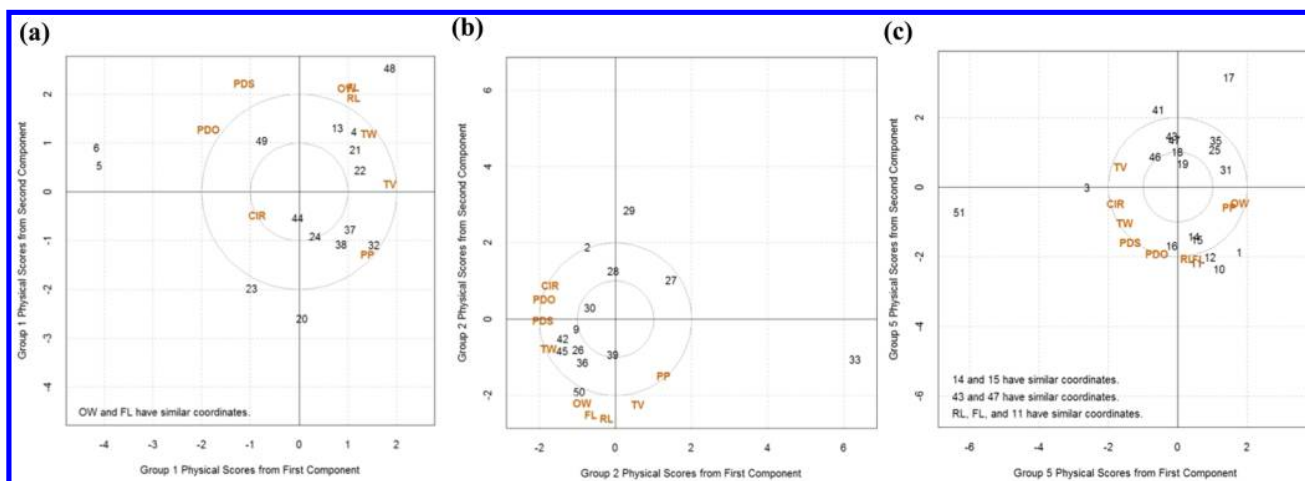 (a)
Group 1 Physical Scores from Second Component
2
1
0
-1
-2
-3
-4
48
PDS
OW FL
RL
PDO
13 4 TW
49
6
21
5
22
TV
CIR
44
37
24
38 32
PP
23
20
OW and FL have similar coordinates.
-4 -3 -2 -1 0 1 2
Group 1 Physical Scores from First Component
(b)
Group 2 Physical Scores from Second Component
6
4
2
0
-2
29
2
28
27
CIR
PDO
30
PDS
9
42
TW 45 26
39
36
33
PP
50
OW
TV
FL
RL
-2 0 2 4 6
Group 2 Physical Scores from First Component
(c)
Group 5 Physical Scores from Second Component
2
0
-2
-4
-6
17
41
43
47
35
18
25
46
19
TV
31
3
CIR
OW
PP
51
TW
14
15
PDS
16
PDO
1
RL FL
11
12
10
14 and 15 have similar coordinates.
43 and 47 have similar coordinates.
RL, FL, and 11 have similar coordinates.
-6 -4 -2 0 2
Group 5 Physical Scores from First Component